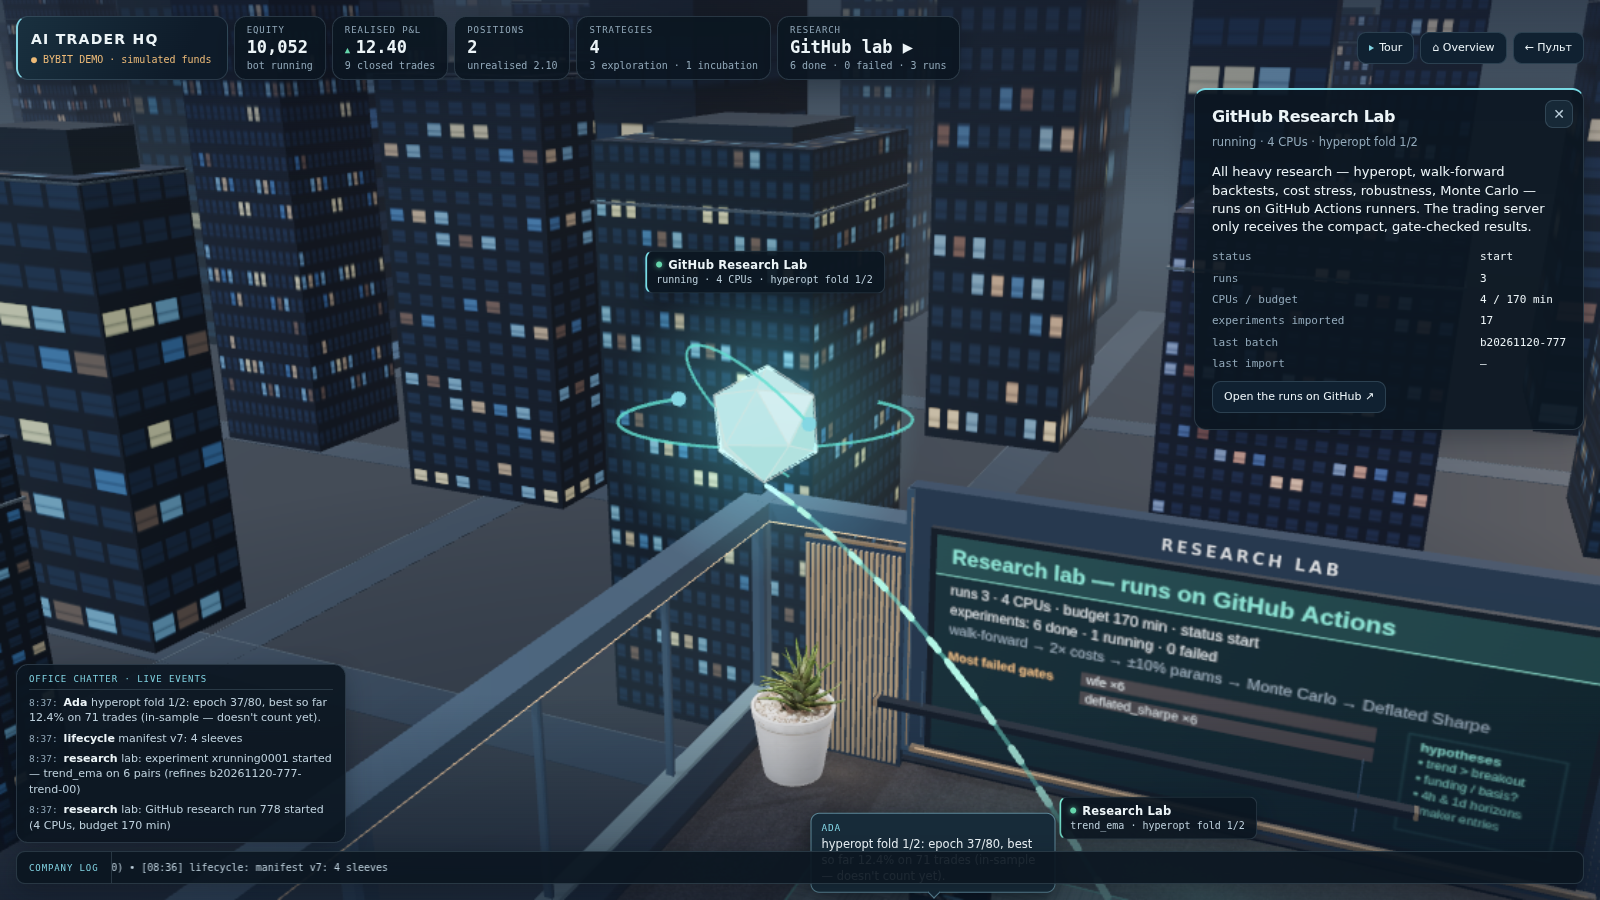 AI TRADER HQ
● BYBIT DEMO · simulated funds
EQUITY
10,052
bot running
REALISED P&L
▲ 12.40
9 closed trades
POSITIONS
2
unrealised 2.10
STRATEGIES
4
3 exploration · 1 incubation
RESEARCH
GitHub lab ▶
6 done · 0 failed · 3 runs
▸ Tour
⌂ Overview
← Пульт
GitHub Research Lab
✕
running · 4 CPUs · hyperopt fold 1/2
All heavy research — hyperopt, walk-forward
backtests, cost stress, robustness, Monte Carlo —
runs on GitHub Actions runners. The trading server
only receives the compact, gate-checked results.
status start
runs 3
CPUs / budget 4 / 170 min
experiments imported 17
last batch b20261120-777
last import —
Open the runs on GitHub ↗
GitHub Research Lab
running · 4 CPUs · hyperopt fold 1/2
RESEARCH LAB
Research lab — runs on GitHub Actions
runs 3 · 4 CPUs · budget 170 min · status start
experiments: 6 done · 1 running · 0 failed
walk-forward → 2× costs → ±10% params → Monte Carlo → Deflated Sharpe
Most failed gates
wfe ×6
deflated_sharpe ×6
hypotheses
• trend > breakout
• funding / basis?
• 4h & 1d horizons
maker entries
Research Lab
trend_ema · hyperopt fold 1/2
ADA
hyperopt fold 1/2: epoch 37/80, best
so far 12.4% on 71 trades (in-sample
— doesn't count yet).
OFFICE CHATTER · LIVE EVENTS
8:37: Ada hyperopt fold 1/2: epoch 37/80, best so far
12.4% on 71 trades (in-sample — doesn't count yet).
8:37: lifecycle manifest v7: 4 sleeves
8:37: research lab: experiment xrunning0001 started
— trend_ema on 6 pairs (refines b20261120-777-
trend-00)
8:37: research lab: GitHub research run 778 started
(4 CPUs, budget 170 min)
COMPANY LOG
0) • [08:36] lifecycle: manifest v7: 4 sleeves